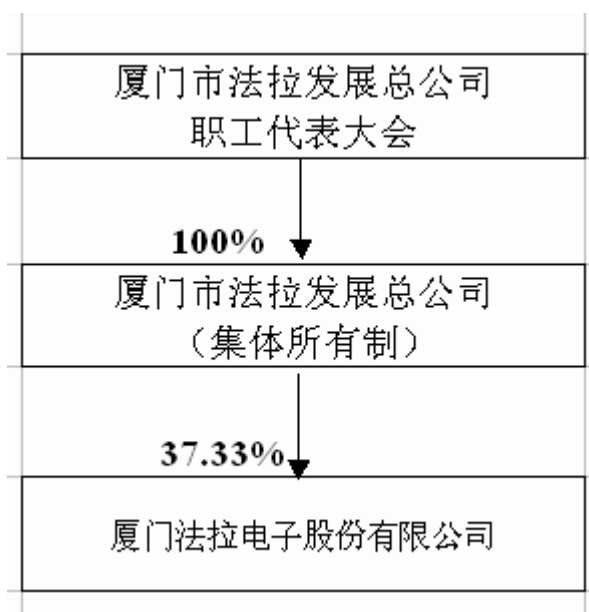 厦门市法拉发展总公司
职工代表大会
100%
厦门市法拉发展总公司
（集体所有制）
37.33%
厦门法拉电子股份有限公司